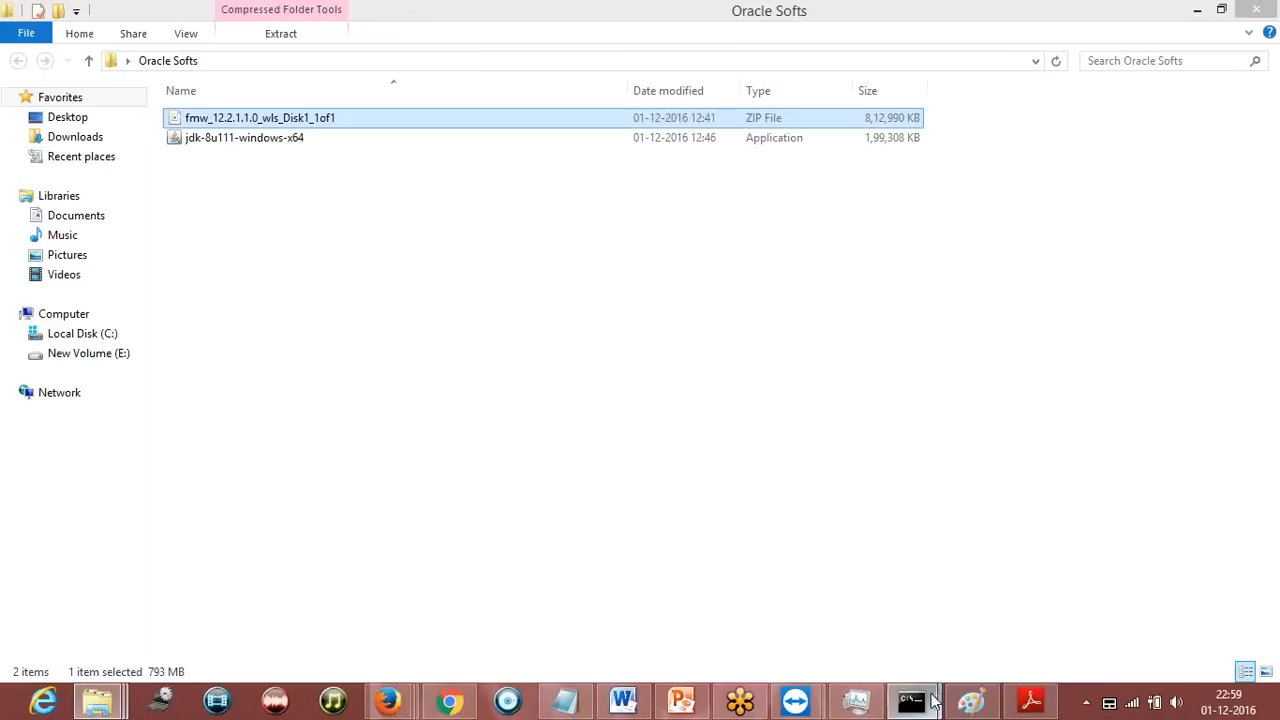 Compressed Folder Tools
Oracle Softs
File Home Share View Extract
Oracle Softs
Search Oracle Softs
Name Date modified Type Size
fmw_12.2.1.1.0_wls_Disk1_1of1 01-12-2016 12:41 ZIP File 8,12,990 KB
jdk-8u111-windows-x64 01-12-2016 12:46 Application 1,99,308 KB
Favorites
Desktop
Downloads
Recent places
Libraries
Documents
Music
Pictures
Videos
Computer
Local Disk (C:)
New Volume (E:)
Network
2 items 1 item selected 793 MB
22:59
01-12-2016